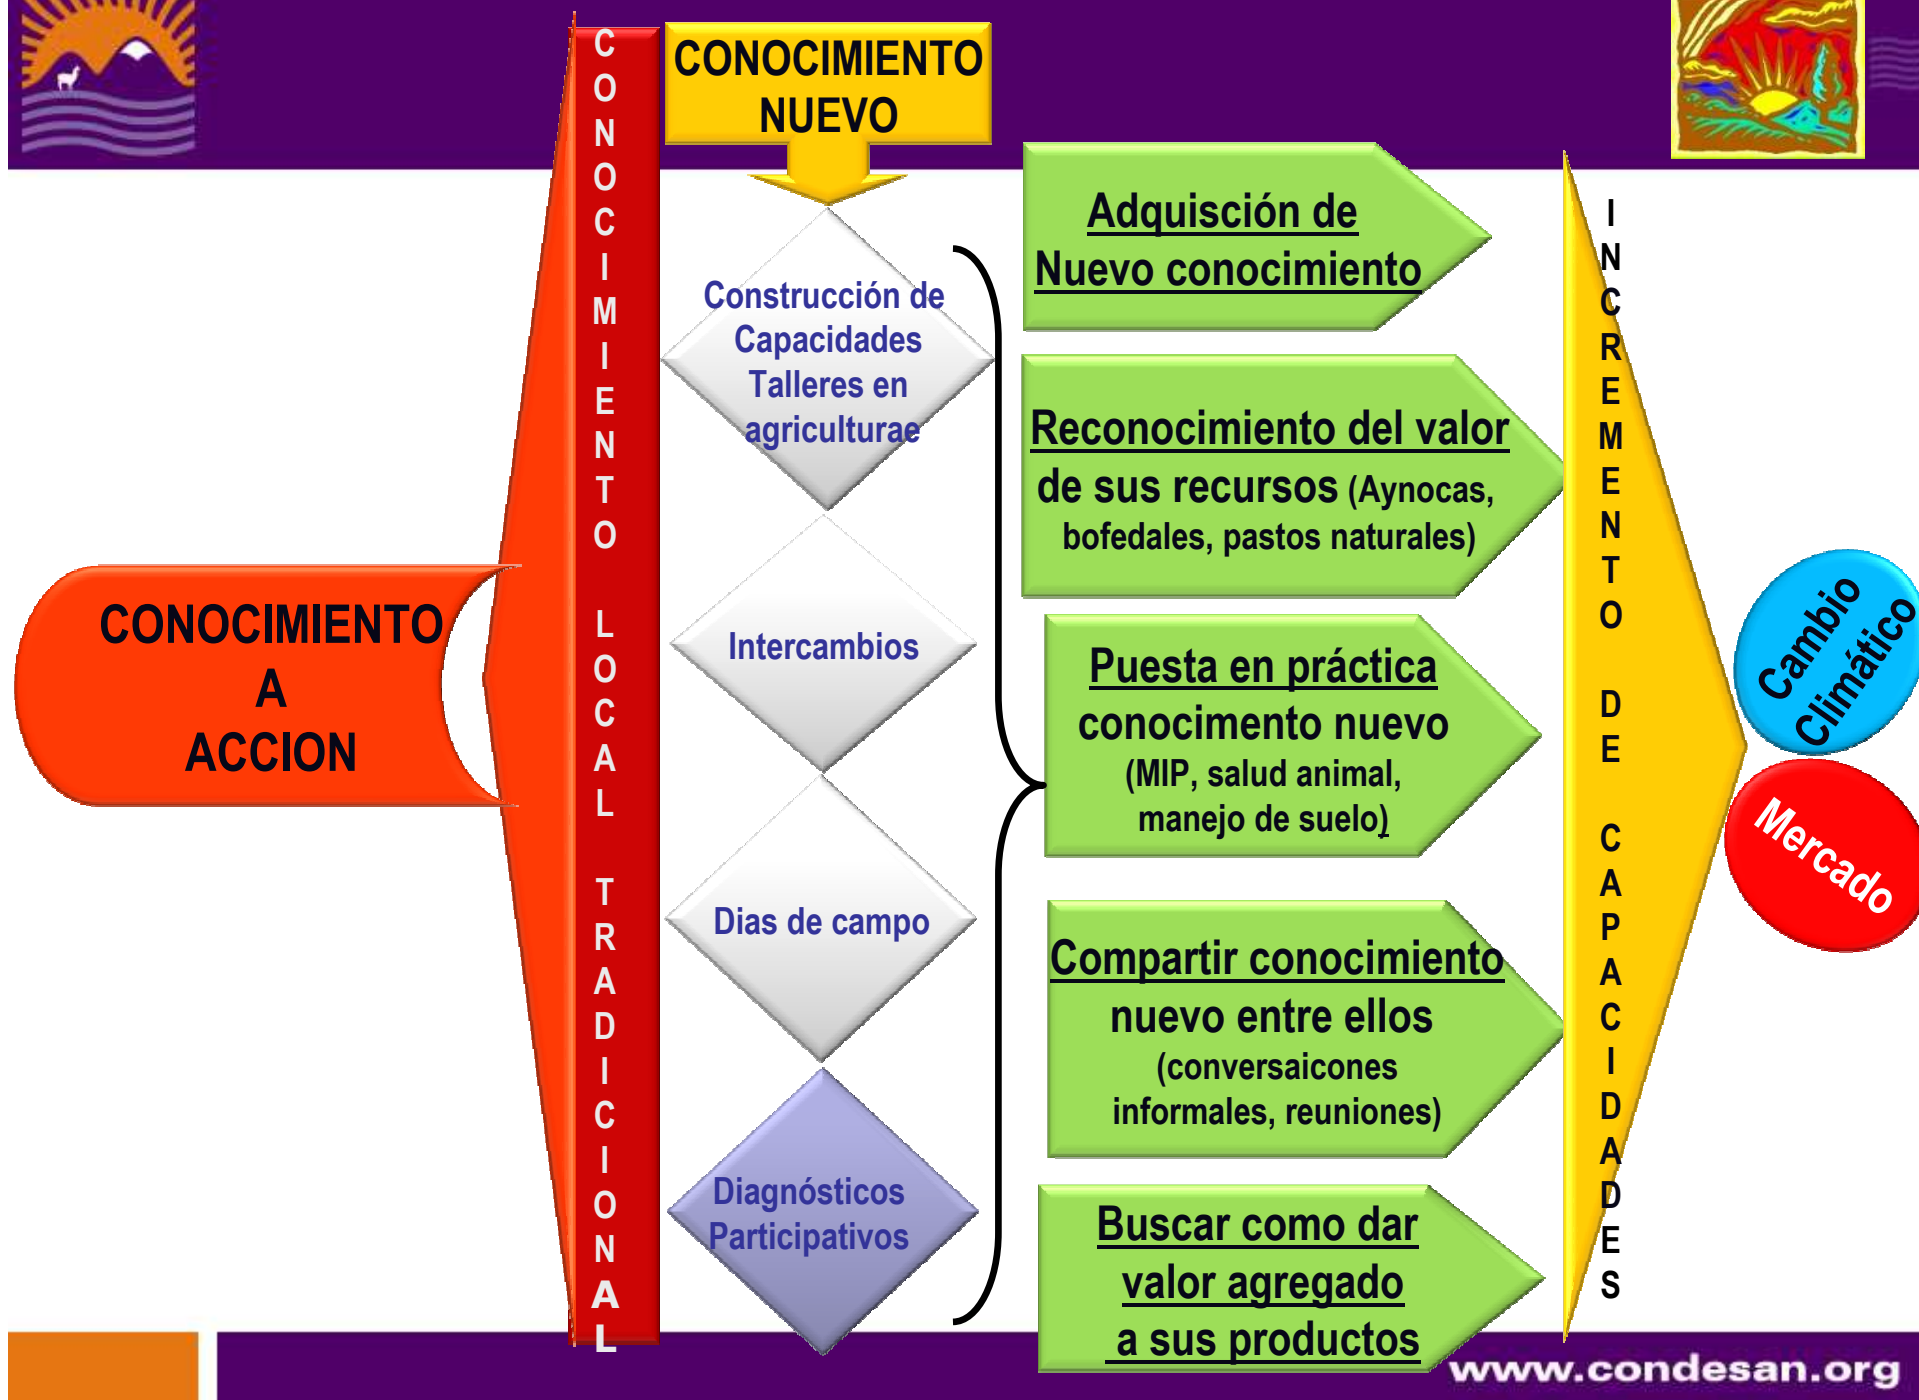 CONOCIMIENTO
A
ACCION
CONOCIMIENTO LOCAL TRADICIONAL
CONOCIMIENTO
NUEVO
Construcción de
Capacidades
Talleres en
agriculturae
Intercambios
Dias de campo
Diagnósticos
Participativos
Adquisción de
Nuevo conocimiento
Reconocimiento del valor
de sus recursos (Aynocas,
bofedales, pastos naturales)
Puesta en práctica
conocimento nuevo
(MIP, salud animal,
manejo de suelo)
Compartir conocimiento
nuevo entre ellos
(conversaicones
informales, reuniones)
Buscar como dar
valor agregado
a sus productos
INCREMENTO DE CAPACIDADES
Cambio
Climático
Mercado
www.condesan.org